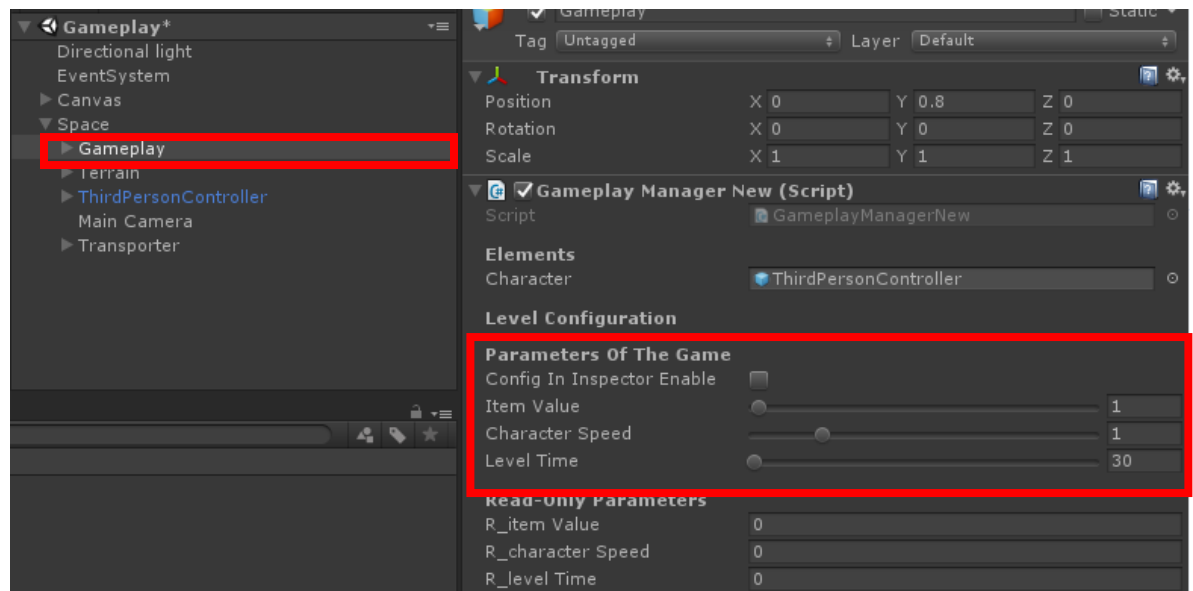 Gameplay*
Directional light
EventSystem
Canvas
Space
Gameplay
Terrain
ThirdPersonController
Main Camera
Transporter
Gameplay Static
Tag Untagged Layer Default
Transform
Position X 0 Y 0.8 Z 0
Rotation X 0 Y 0 Z 0
Scale X 1 Y 1 Z 1
Gameplay Manager New (Script)
Script GameplayManagerNew
Elements
Character ThirdPersonController
Level Configuration
Parameters Of The Game
Config In Inspector Enable
Item Value 1
Character Speed 1
Level Time 30
Read-Only Parameters
R_item Value 0
R_character Speed 0
R_level Time 0